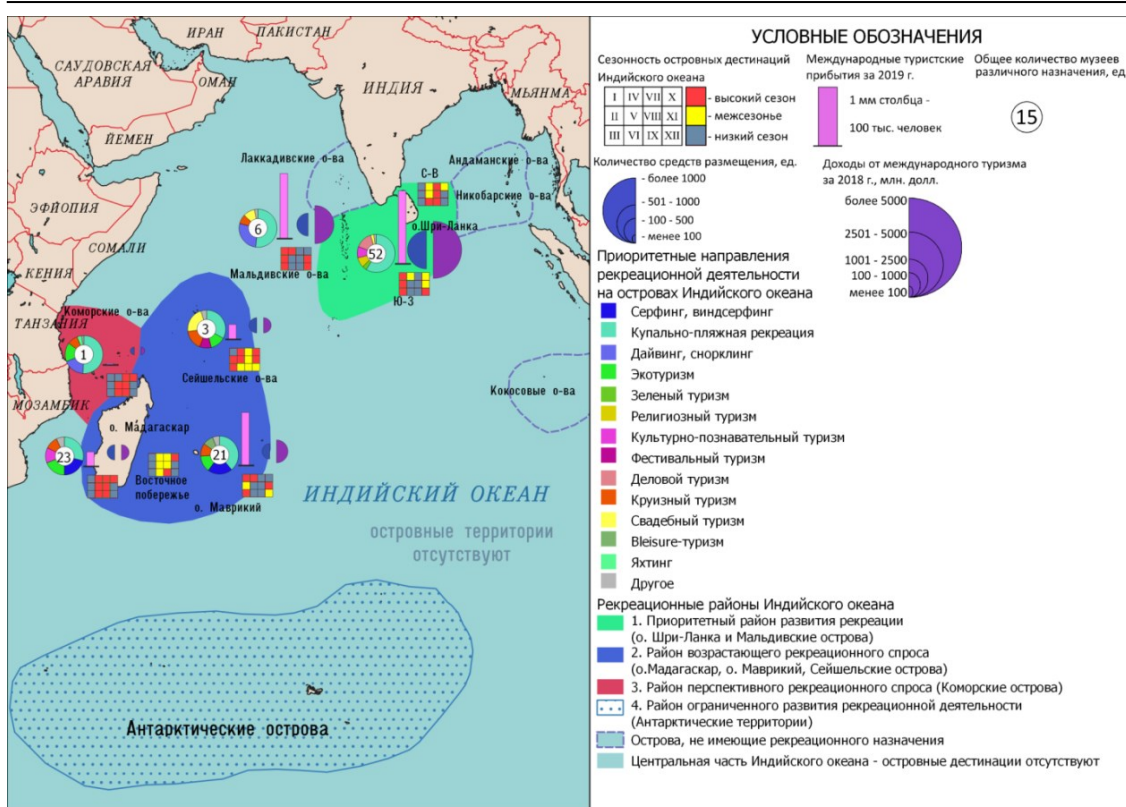 ИРАН
ПАКИСТАН
САУДОВСКАЯ
АРАВИЯ
ОМАН
ИНДИЯ
МЬЯНМА
ЙЕМЕН
Лаккадивские о-ва
Андаманские о-ва
С-В
Никобарские о-ва
ЭФИОПИЯ
6
о.Шри-Ланка
52
СОМАЛИ
Мальдивские о-ва
КЕНИЯ
Ю-З
Коморские о-ва
ТАНЗАНИЯ
3
1
Сейшельские о-ва
Кокосовые о-ва
МОЗАМБИК
о. Мадагаскар
23
21
Восточное
побережье
о. Маврикий
ИНДИЙСКИЙ ОКЕАН
островные территории
отсутствуют
Антарктические острова
УСЛОВНЫЕ ОБОЗНАЧЕНИЯ
Сезонность островных дестинаций
Индийского океана
I IV VII X
II V VIII XI
III VI IX XII
- высокий сезон
- межсезонье
- низкий сезон
Международные туристские
прибытия за 2019 г.
1 мм столбца -
100 тыс. человек
Общее количество музеев
различного назначения, ед
15
Количество средств размещения, ед.
- более 1000
- 501 - 1000
- 100 - 500
- менее 100
Доходы от международного туризма
за 2018 г., млн. долл.
более 5000
2501 - 5000
1001 - 2500
100 - 1000
менее 100
Приоритетные направления
рекреационной деятельности
на островах Индийского океана
Серфинг, виндсерфинг
Купально-пляжная рекреация
Дайвинг, снорклинг
Экотуризм
Зеленый туризм
Религиозный туризм
Культурно-познавательный туризм
Фестивальный туризм
Деловой туризм
Круизный туризм
Свадебный туризм
Bleisure-туризм
Яхтинг
Другое
Рекреационные районы Индийского океана
1. Приоритетный район развития рекреации
(о. Шри-Ланка и Мальдивские острова)
2. Район возрастающего рекреационного спроса
(о.Мадагаскар, о. Маврикий, Сейшельские острова)
3. Район перспективного рекреационного спроса (Коморские острова)
4. Район ограниченного развития рекреационной деятельности
(Антарктические территории)
Острова, не имеющие рекреационного назначения
Центральная часть Индийского океана - островные дестинации отсутствуют